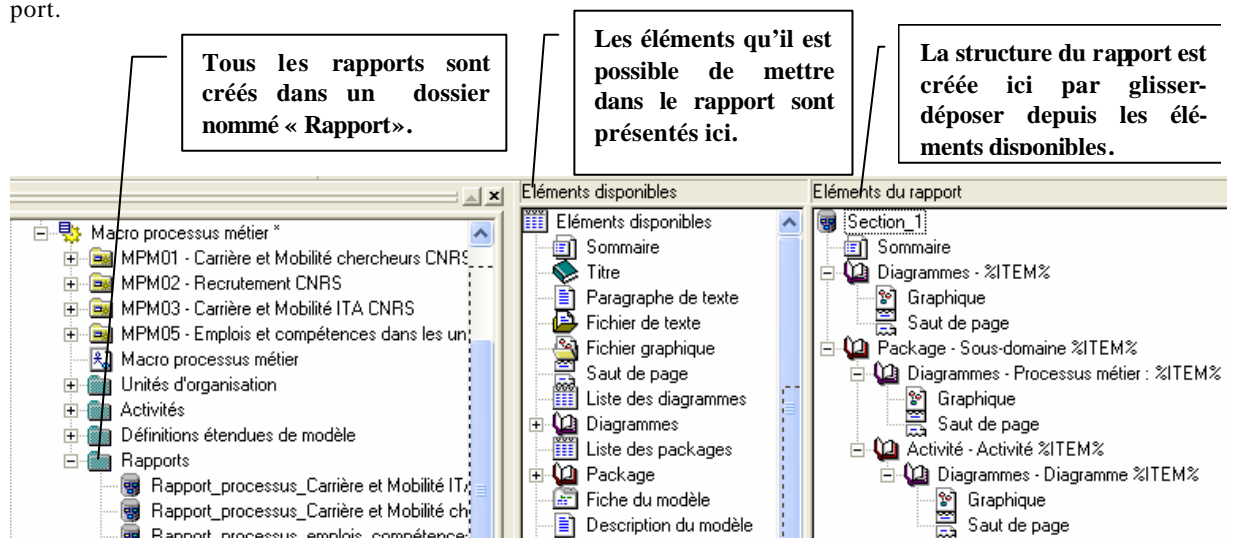 port.
Tous les rapports sont
créés dans un dossier
nommé « Rapport».
Les éléments qu'il est
possible de mettre
dans le rapport sont
présentés ici.
La structure du rapport est
créée ici par glisser-
déposer depuis les élé-
ments disponibles.
Macro processus métier *
MPM01 - Carrière et Mobilité chercheurs CNRS
MPM02 - Recrutement CNRS
MPM03 - Carrière et Mobilité ITA CNRS
MPM05 - Emplois et compétences dans les un
Macro processus métier
Unités d'organisation
Activités
Définitions étendues de modèle
Rapports
Rapport_processus_Carrière et Mobilité ITA
Rapport_processus_Carrière et Mobilité ch
Rapport_processus_emplois_compétence
Eléments disponibles
Eléments disponibles
Sommaire
Titre
Paragraphe de texte
Fichier de texte
Fichier graphique
Saut de page
Liste des diagrammes
Diagrammes
Liste des packages
Package
Fiche du modèle
Description du modèle
Eléments du rapport
Section_1
Sommaire
Diagrammes - %ITEM%
Graphique
Saut de page
Package - Sous-domaine %ITEM%
Diagrammes - Processus métier : %ITEM%
Graphique
Saut de page
Activité - Activité %ITEM%
Diagrammes - Diagramme %ITEM%
Graphique
Saut de page